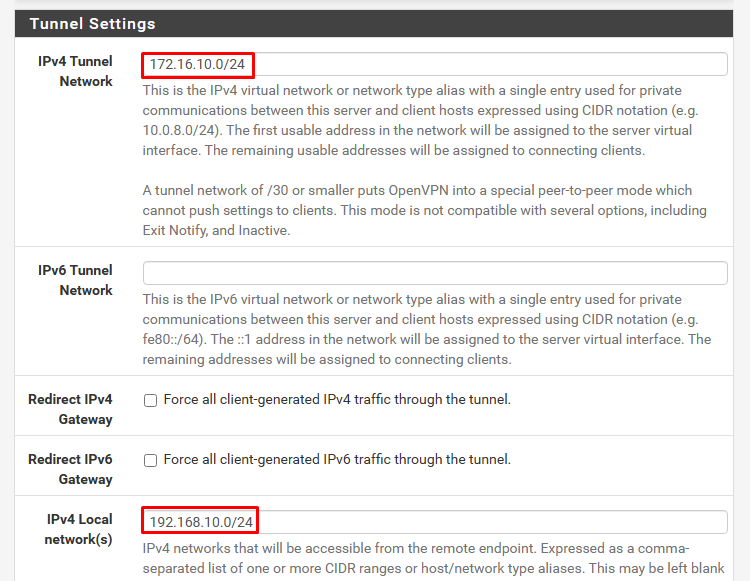 Tunnel Settings
IPv4 Tunnel
Network
172.16.10.0/24
This is the IPv4 virtual network or network type alias with a single entry used for private
communications between this server and client hosts expressed using CIDR notation (e.g.
10.0.8.0/24). The first usable address in the network will be assigned to the server virtual
interface. The remaining usable addresses will be assigned to connecting clients.
A tunnel network of /30 or smaller puts OpenVPN into a special peer-to-peer mode which
cannot push settings to clients. This mode is not compatible with several options, including
Exit Notify, and Inactive.
IPv6 Tunnel
Network
This is the IPv6 virtual network or network type alias with a single entry used for private
communications between this server and client hosts expressed using CIDR notation (e.g.
fe80::/64). The ::1 address in the network will be assigned to the server virtual interface. The
remaining addresses will be assigned to connecting clients.
Redirect IPv4
Gateway
Force all client-generated IPv4 traffic through the tunnel.
Redirect IPv6
Gateway
Force all client-generated IPv6 traffic through the tunnel.
IPv4 Local
network(s)
192.168.10.0/24
IPv4 networks that will be accessible from the remote endpoint. Expressed as a comma-
separated list of one or more CIDR ranges or host/network type aliases. This may be left blank